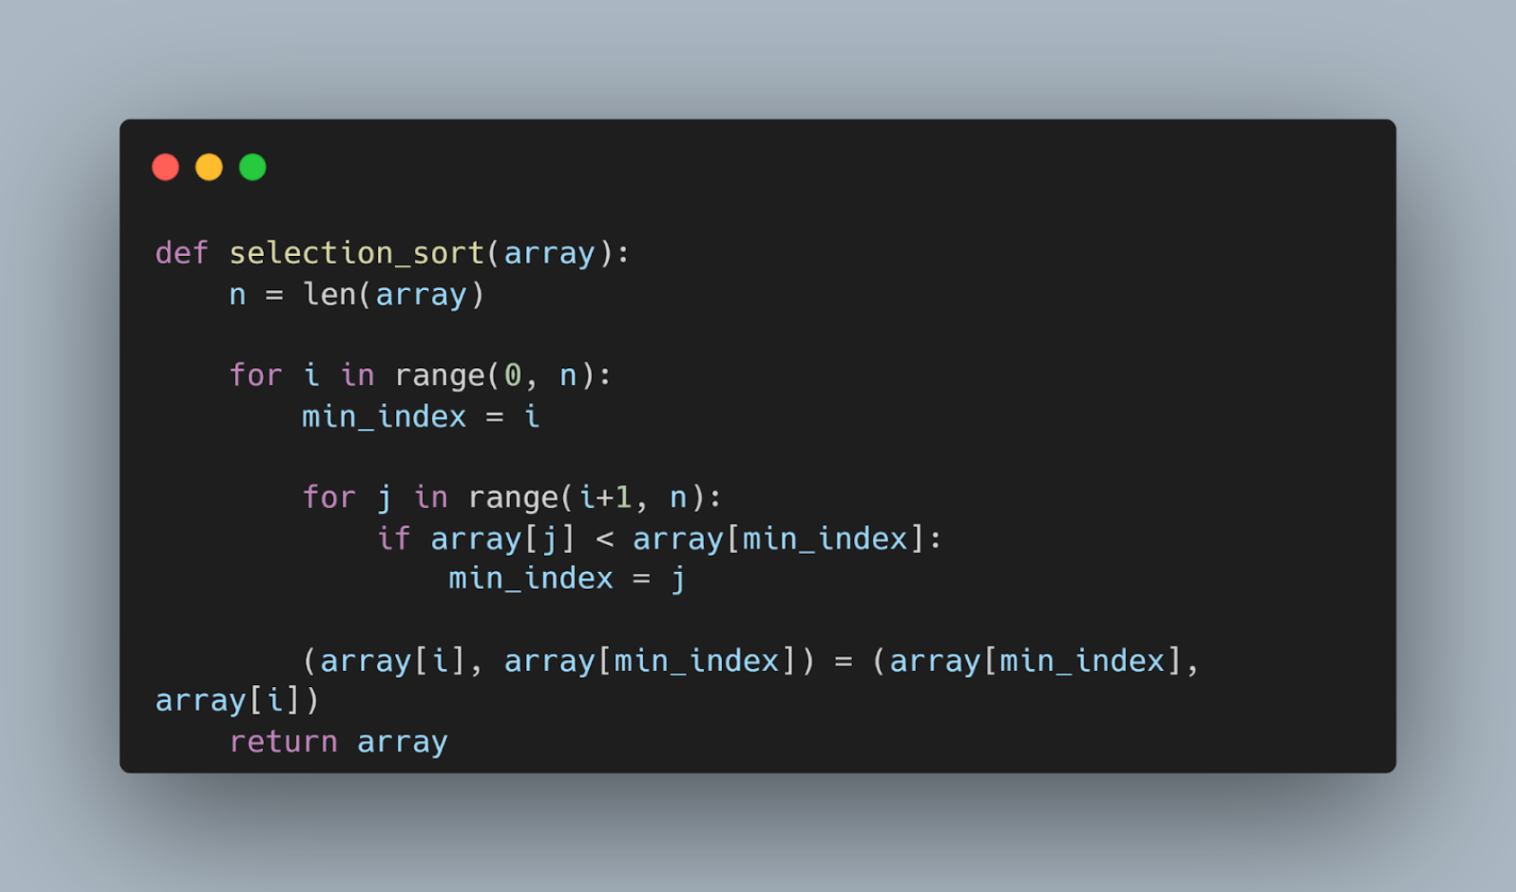 def selection_sort(array):
    n = len(array)

    for i in range(0, n):
        min_index = i

        for j in range(i+1, n):
            if array[j] < array[min_index]:
                min_index = j

        (array[i], array[min_index]) = (array[min_index],
array[i])
    return array